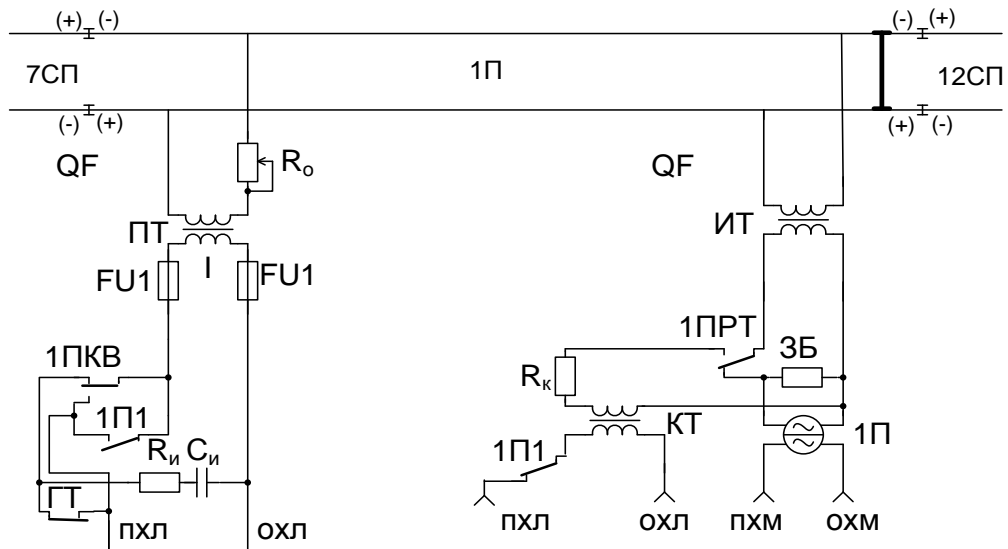 (+) (-) (-) (+)
7СП 1П 12СП
(-) (+) (+) (-)
QF Rо QF
ПТ ИТ
FU1 I FU1
1ПРТ ЗБ
1ПКВ Rк
1П1 КТ 1П
Rи Cи 1П1
ГТ пхл охл пхл охл пхм охм